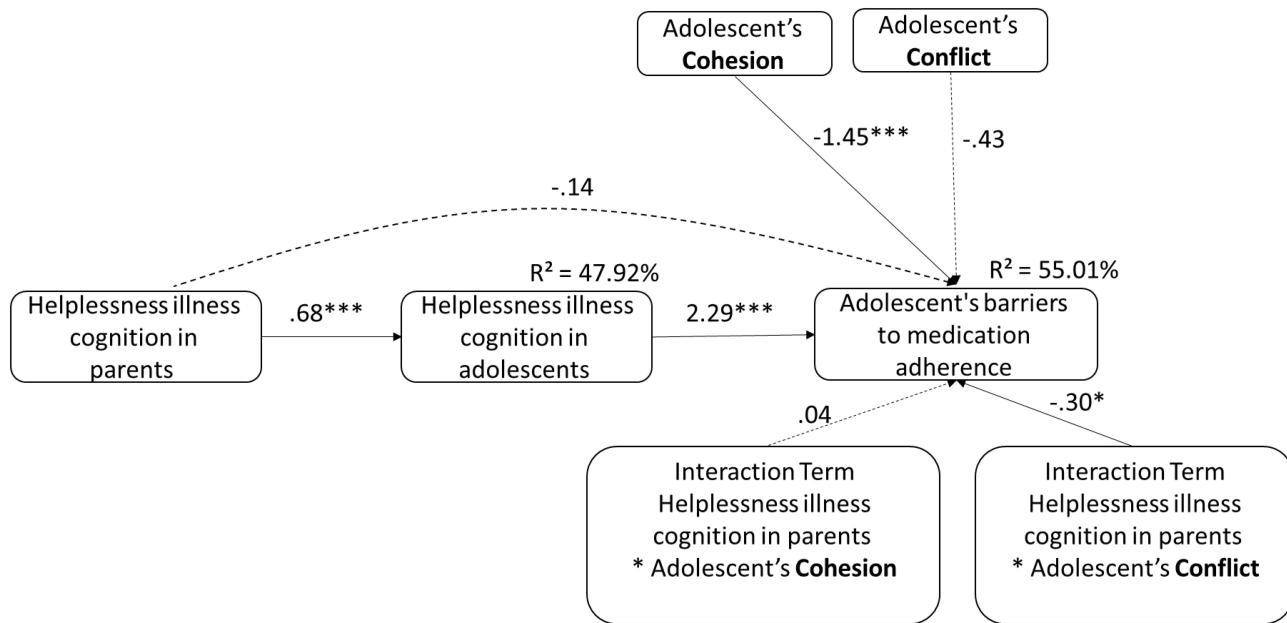 Adolescent's
Cohesion
Adolescent's
Conflict
-1.45***
-.43
-.14
R² = 47.92%
R² = 55.01%
Helplessness illness
cognition in
parents
.68***
Helplessness illness
cognition in
adolescents
2.29***
Adolescent's barriers
to medication
adherence
.04
-.30*
Interaction Term
Helplessness illness
cognition in parents
* Adolescent's Cohesion
Interaction Term
Helplessness illness
cognition in parents
* Adolescent's Conflict